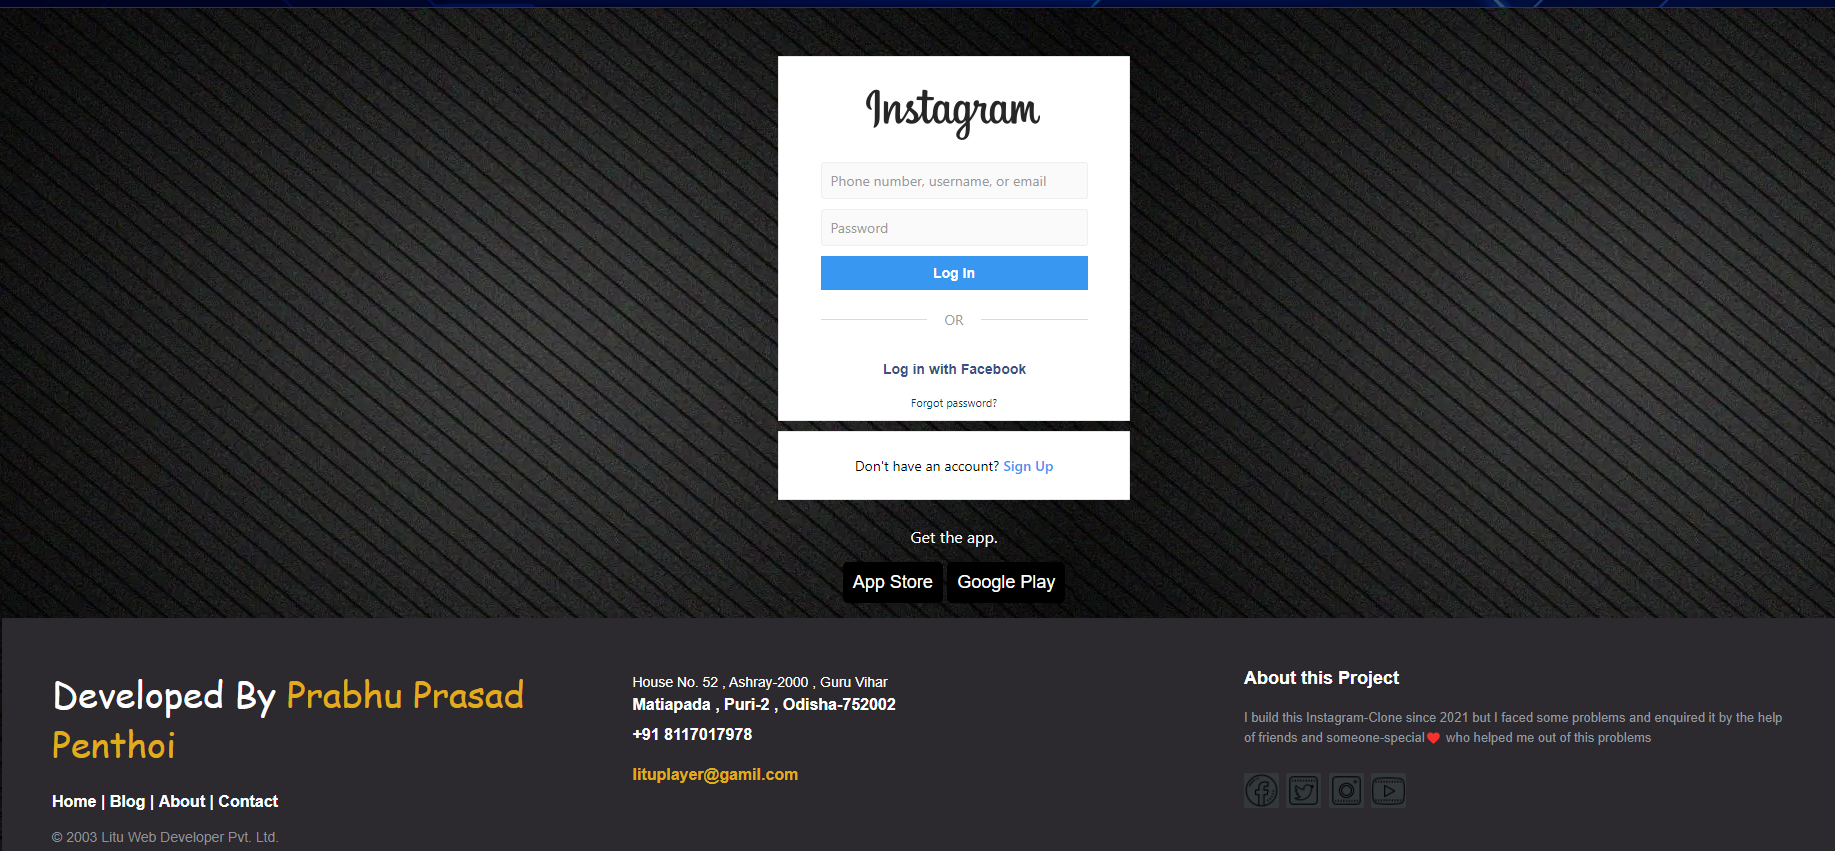 Instagram
Phone number, username, or email
Password
Log In
OR
Log in with Facebook
Forgot password?
Don't have an account? Sign Up
Get the app.
App Store Google Play
Developed By Prabhu Prasad
Penthoi
Home | Blog | About | Contact
© 2003 Litu Web Developer Pvt. Ltd.
House No. 52 , Ashray-2000 , Guru Vihar
Matiapada , Puri-2 , Odisha-752002
+91 8117017978
lituplayer@gamil.com
About this Project
I build this Instagram-Clone since 2021 but I faced some problems and enquired it by the help
of friends and someone-special❤️ who helped me out of this problems